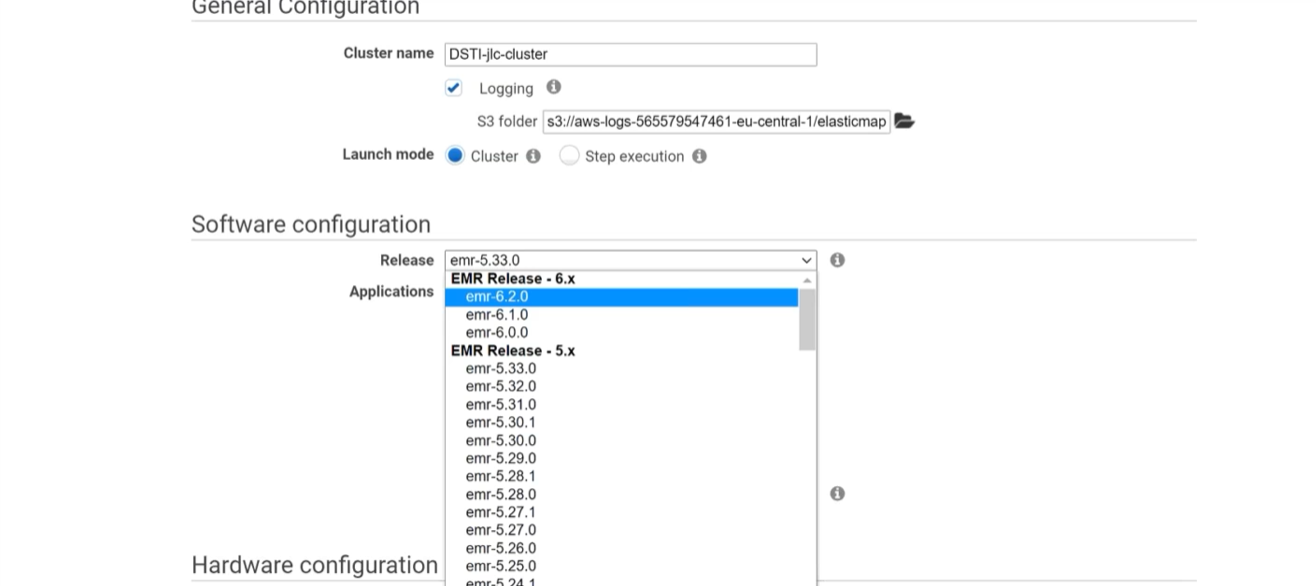 General Configuration
Cluster name DSTI-jlc-cluster
Logging
S3 folder s3://aws-logs-565579547461-eu-central-1/elasticmap
Launch mode Cluster Step execution
Software configuration
Release emr-5.33.0
EMR Release - 6.x
Applications emr-6.2.0
emr-6.1.0
emr-6.0.0
EMR Release - 5.x
emr-5.33.0
emr-5.32.0
emr-5.31.0
emr-5.30.1
emr-5.30.0
emr-5.29.0
emr-5.28.1
emr-5.28.0
emr-5.27.1
emr-5.27.0
emr-5.26.0
Hardware configuration emr-5.25.0
emr-5.24.1